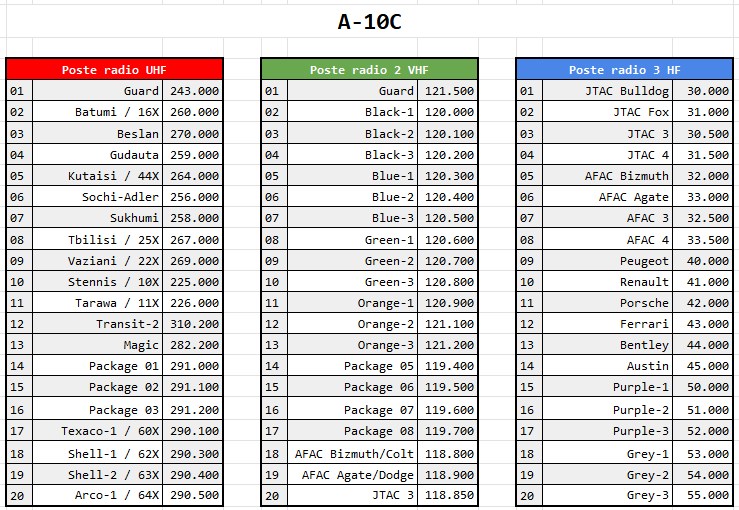 A-10C
Poste radio UHF
01 Guard 243.000
02 Batumi / 16X 260.000
03 Beslan 270.000
04 Gudauta 259.000
05 Kutaisi / 44X 264.000
06 Sochi-Adler 256.000
07 Sukhumi 258.000
08 Tbilisi / 25X 267.000
09 Vaziani / 22X 269.000
10 Stennis / 10X 225.000
11 Tarawa / 11X 226.000
12 Transit-2 310.200
13 Magic 282.200
14 Package 01 291.000
15 Package 02 291.100
16 Package 03 291.200
17 Texaco-1 / 60X 290.100
18 Shell-1 / 62X 290.300
19 Shell-2 / 63X 290.400
20 Arco-1 / 64X 290.500
Poste radio 2 VHF
01 Guard 121.500
02 Black-1 120.000
03 Black-2 120.100
04 Black-3 120.200
05 Blue-1 120.300
06 Blue-2 120.400
07 Blue-3 120.500
08 Green-1 120.600
09 Green-2 120.700
10 Green-3 120.800
11 Orange-1 120.900
12 Orange-2 121.100
13 Orange-3 121.200
14 Package 05 119.400
15 Package 06 119.500
16 Package 07 119.600
17 Package 08 119.700
18 AFAC Bizmuth/Colt 118.800
19 AFAC Agate/Dodge 118.900
20 JTAC 3 118.850
Poste radio 3 HF
01 JTAC Bulldog 30.000
02 JTAC Fox 31.000
03 JTAC 3 30.500
04 JTAC 4 31.500
05 AFAC Bizmuth 32.000
06 AFAC Agate 33.000
07 AFAC 3 32.500
08 AFAC 4 33.500
09 Peugeot 40.000
10 Renault 41.000
11 Porsche 42.000
12 Ferrari 43.000
13 Bentley 44.000
14 Austin 45.000
15 Purple-1 50.000
16 Purple-2 51.000
17 Purple-3 52.000
18 Grey-1 53.000
19 Grey-2 54.000
20 Grey-3 55.000